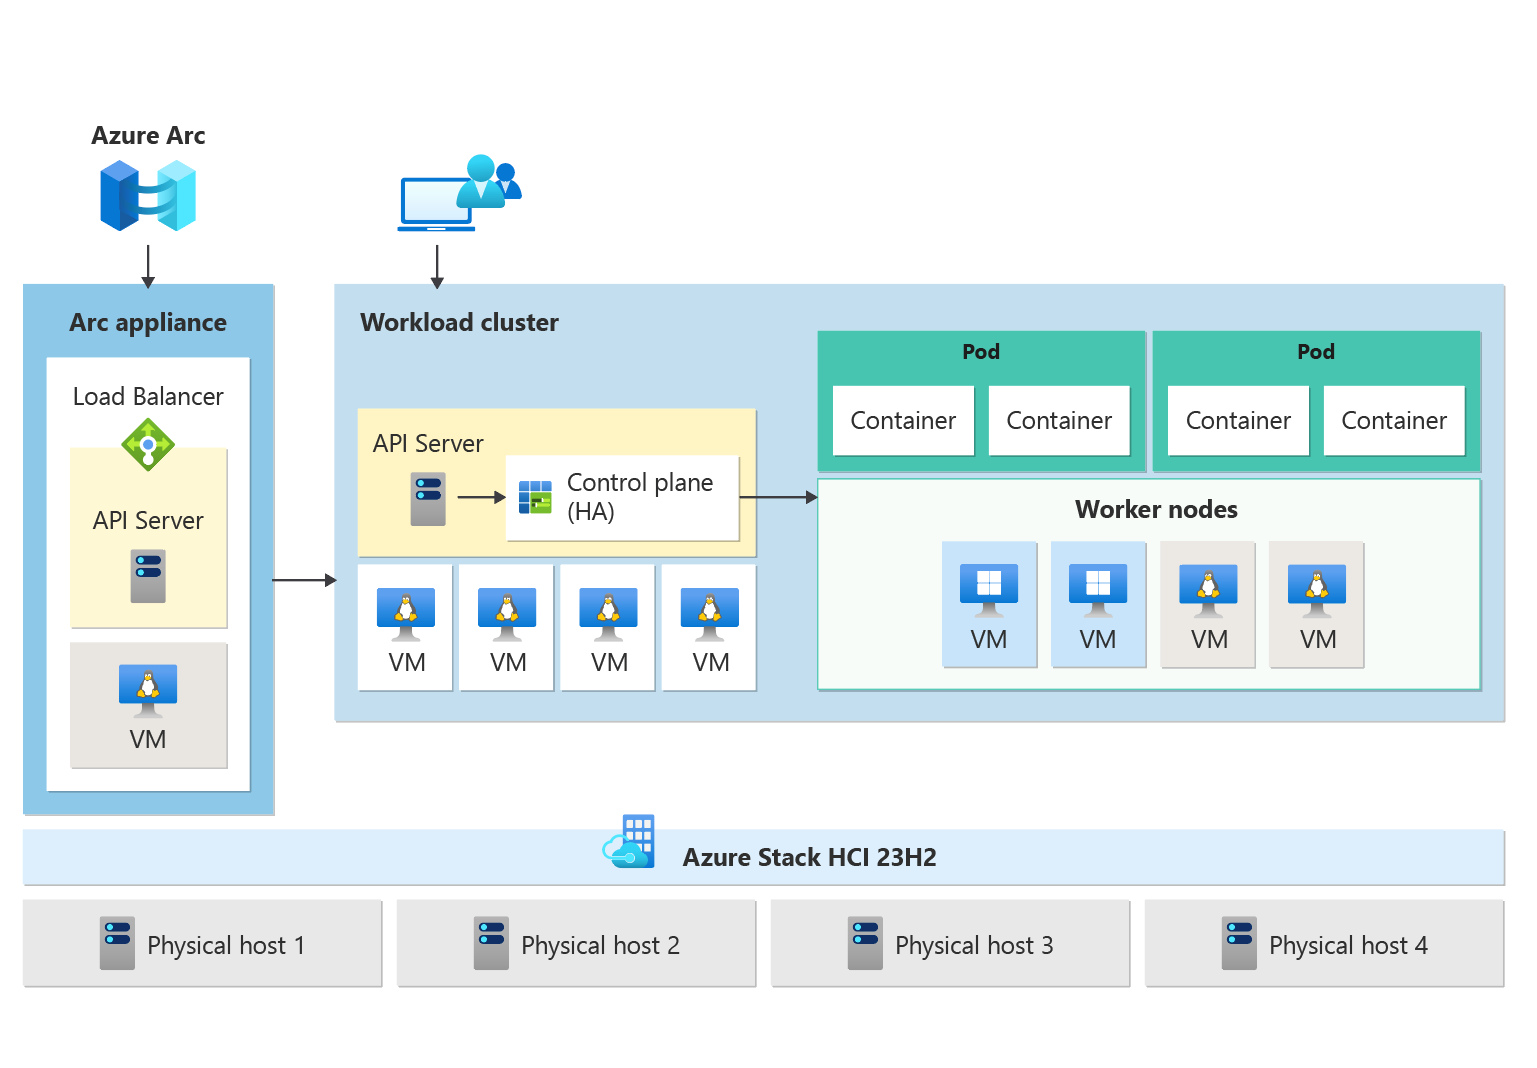 Azure Arc
Arc appliance
Load Balancer
API Server
VM
Workload cluster
API Server
Control plane
(HA)
VM
VM
VM
VM
Pod
Container
Container
Pod
Container
Container
Worker nodes
VM
VM
VM
VM
Azure Stack HCI 23H2
Physical host 1
Physical host 2
Physical host 3
Physical host 4